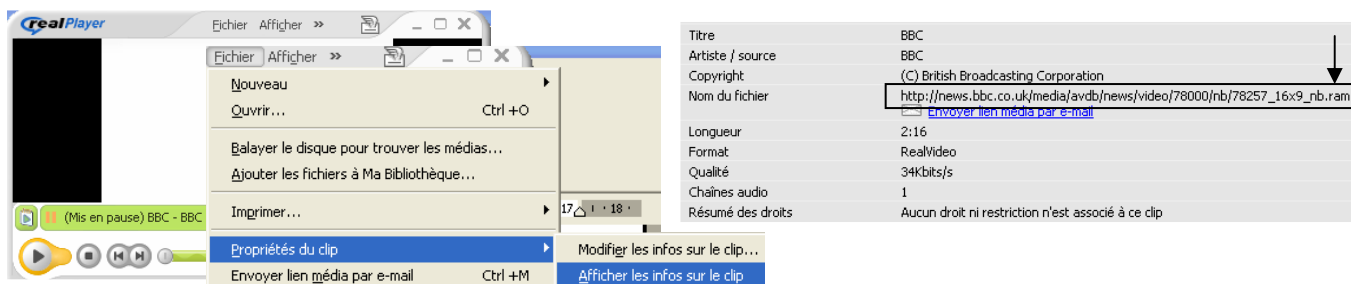 realPlayer
Fichier Afficher »
Fichier Afficher »
Nouveau
Ouvrir... Ctrl +O
Balayer le disque pour trouver les médias...
Ajouter les fichiers à Ma Bibliothèque...
Imprimer...
Propriétés du clip
Envoyer lien média par e-mail Ctrl +M
Modifier les infos sur le clip...
Afficher les infos sur le clip
(Mis en pause) BBC - BBC
17 18
Titre BBC
Artiste / source BBC
Copyright (C) British Broadcasting Corporation
Nom du fichier http://news.bbc.co.uk/media/avdb/news/video/78000/nb/78257_16x9_nb.ram
Envoyer lien média par e-mail
Longueur 2:16
Format RealVideo
Qualité 34Kbits/s
Chaînes audio 1
Résumé des droits Aucun droit ni restriction n'est associé à ce clip